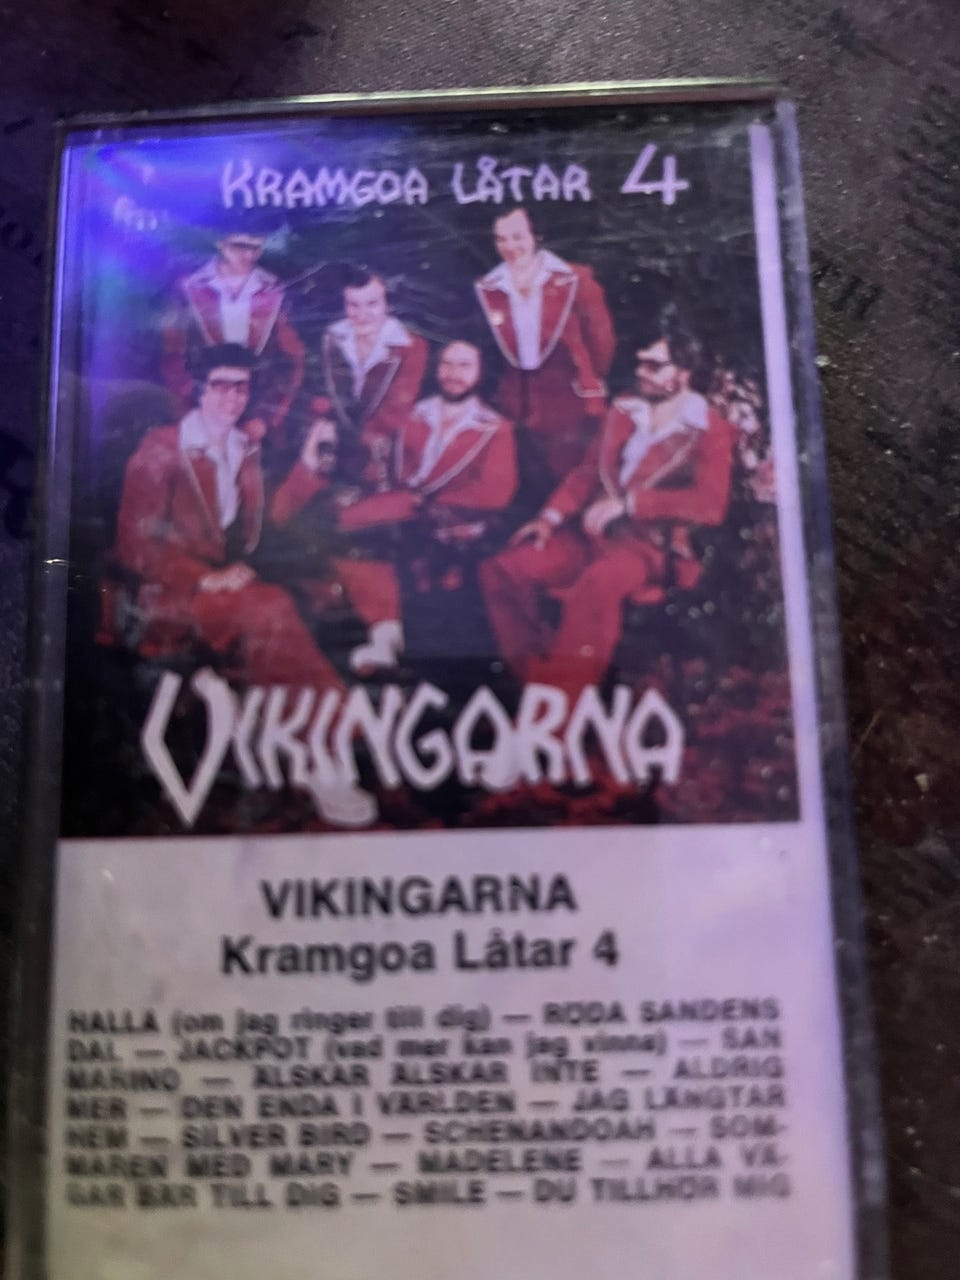 KRAMGOA LÅTAR 4
VIKINGARNA
VIKINGARNA
Kramgoa Låtar 4
HALLÅ (om jag ringer till dig) — RÖDA SANDENS
DAL — JACKPOT (vad mer kan jag vinna) — SAN
MARINO — ÄLSKAR ÄLSKAR INTE — ALDRIG
MER — DEN ENDA I VÄRLDEN — JAG LÄNGTAR
HEM — SILVER BIRD — SCHENANDOAH — SOM-
MAREN MED MARY — MADELENE — ALLA VÄ-
GAR BÄR TILL DIG — SMILE — DU TILLHÖR MIG